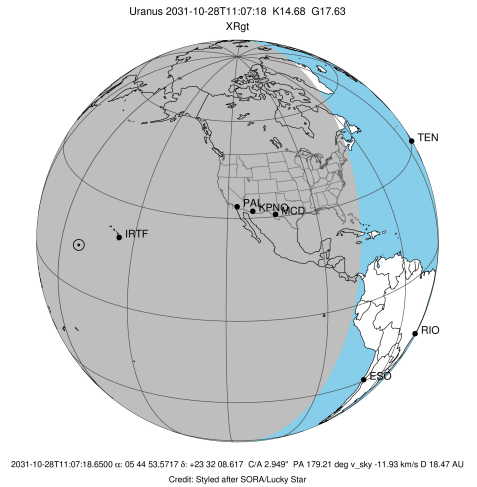 Uranus 2031-10-28T11:07:18 K14.68 G17.63
XRgt
TEN
PAL
KPNO
MCD
IRTF
RIO
ESO
2031-10-28T11:07:18.6500 α: 05 44 53.5717 δ: +23 32 08.617 C/A 2.949" PA 179.21 deg v_sky -11.93 km/s D 18.47 AU
Credit: Styled after SORA/Lucky Star